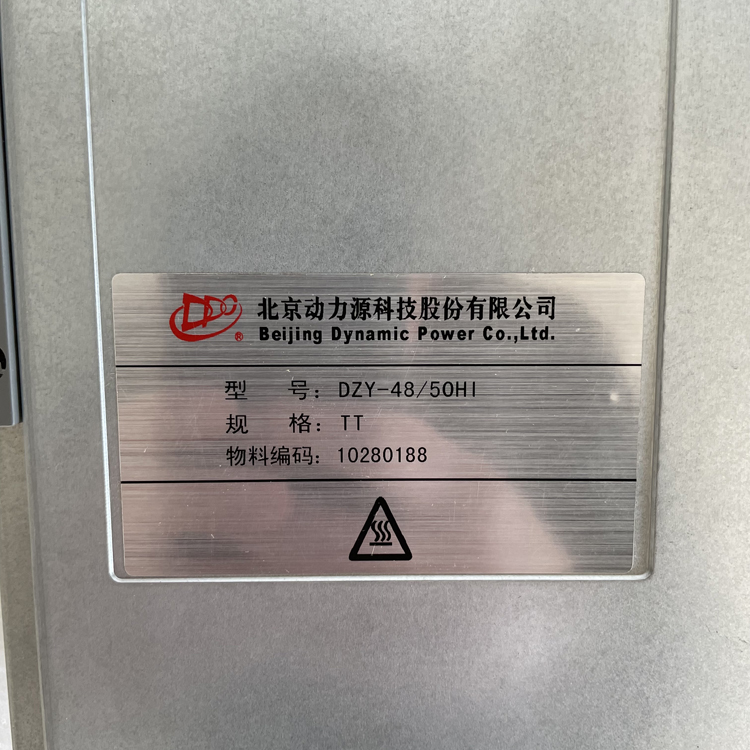 DPC ®
北京动力源科技股份有限公司
Beijing Dynamic Power Co.,Ltd.
型 号: DZY-48/50HI
规 格: TT
物料编码: 10280188